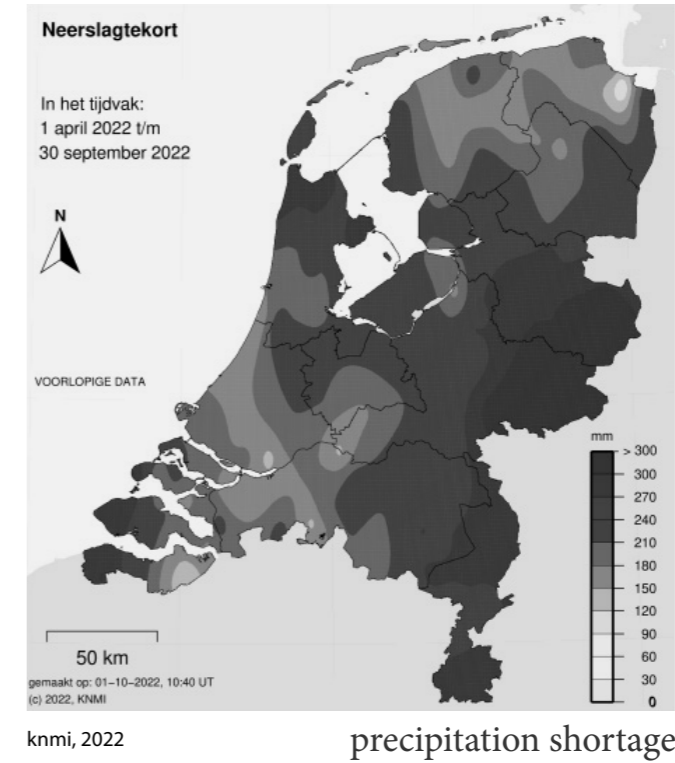 Neerslagtekort
In het tijdvak:
1 april 2022 t/m
30 september 2022
N
VOORLOPIGE DATA
mm
> 300
300
270
240
210
180
150
120
90
60
30
0
50 km
gemaakt op: 01-10-2022, 10:40 UT
(c) 2022, KNMI
knmi, 2022
precipitation shortage